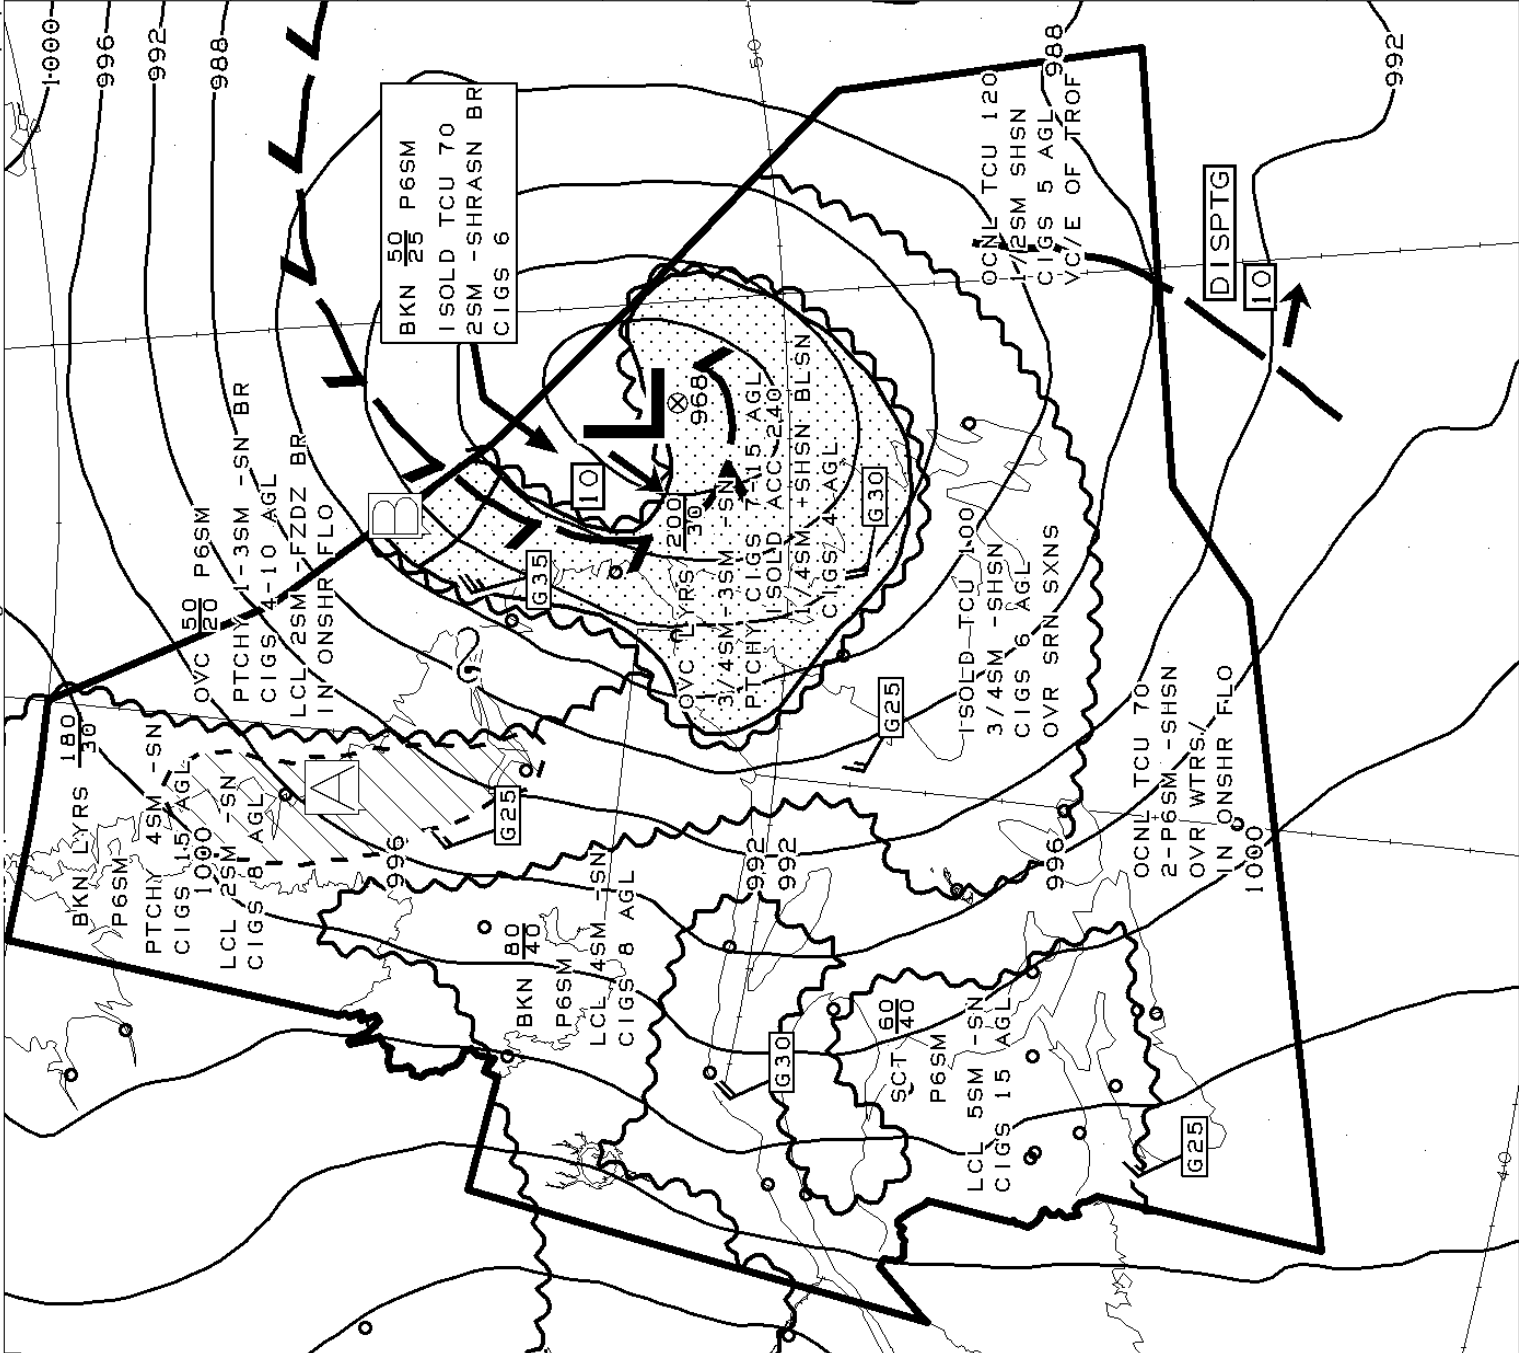 1000
996
992
988
50
988
992
BKN 50/25 P6SM
ISOLD TCU 70
2SM -SHRASN BR
CIGS 6
OCNL TCU 120
1/2SM SHSN
CIGS 5 AGL
VC/E OF TROF
DISPTG
10
OVC 50/20 P6SM
PTCHY 1-3SM -SN BR
CIGS 4-10 AGL
LCL 2SM -FZDZ BR
IN ONSHR FLO
B
10
L
968
G35
OVC LYRS 200/30
3/4SM-3SM -SN
PTCHY CIGS 7-15 AGL
ISOLD ACC 240
1/4SM +SHSN BLSN
CIGS 4 AGL
G30
ISOLD TCU 100
3/4SM -SHSN
CIGS 6 AGL
OVR SRN SXNS
G25
BKN LYRS 180/30
P6SM
PTCHY 4SM -SN
CIGS 15 AGL
1000
LCL 2SM -SN
CIGS 8 AGL
A
G25
996
992
992
996
1000
OCNL TCU 70
2-P6SM -SHSN
OVR WTRS/
IN ONSHR FLO
BKN 80/40
P6SM
LCL 4SM -SN
CIGS 8 AGL
G30
SCT 60/40
P6SM
LCL 5SM -SN
CIGS 15 AGL
G25
40